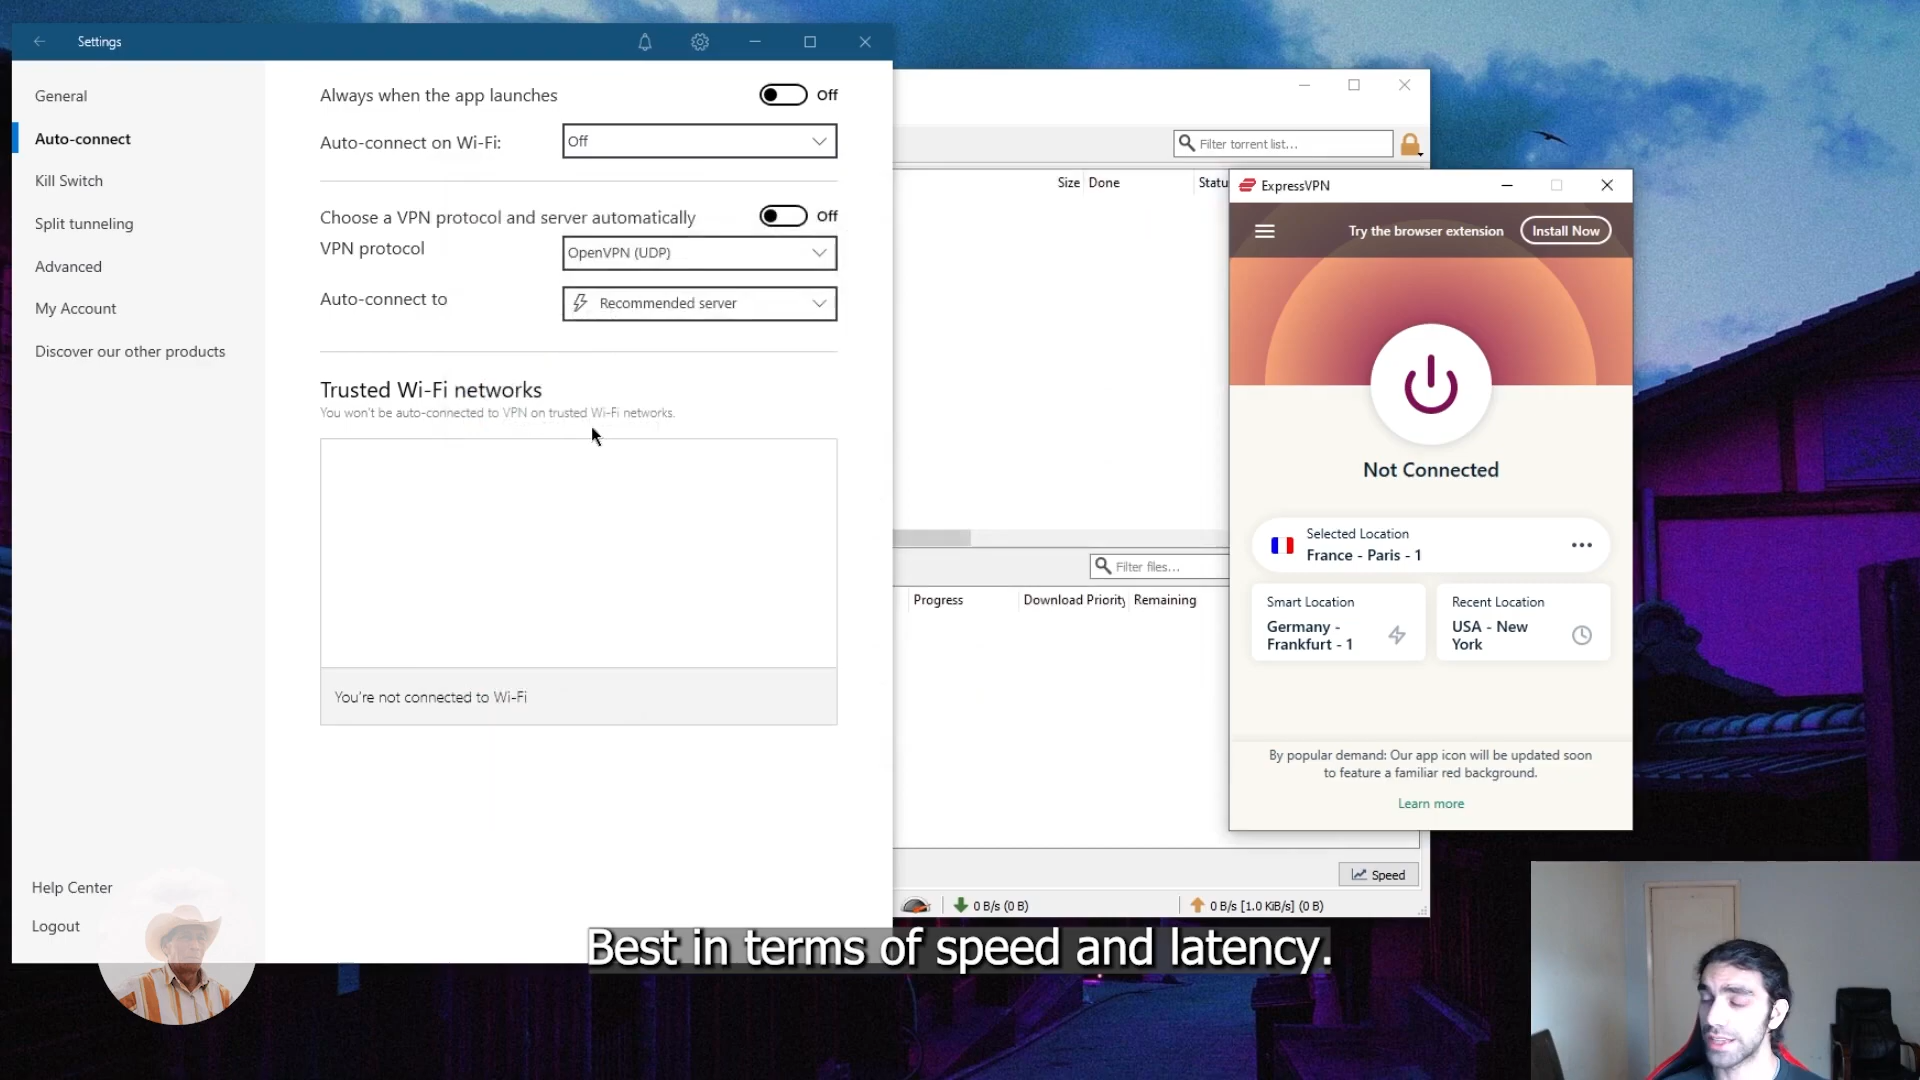 Settings
General
Auto-connect
Kill Switch
Split tunneling
Advanced
My Account
Discover our other products
Help Center
Logout
Always when the app launches
Off
Auto-connect on Wi-Fi:
Off
Choose a VPN protocol and server automatically
Off
VPN protocol
OpenVPN (UDP)
Auto-connect to
Recommended server
Trusted Wi-Fi networks
You won't be auto-connected to VPN on trusted Wi-Fi networks.
You're not connected to Wi-Fi
Filter torrent list...
Size Done Statu
Filter files...
Progress Download Priority Remaining
Speed
0 B/s (0 B)
0 B/s [1.0 KiB/s] (0 B)
ExpressVPN
Try the browser extension
Install Now
Not Connected
Selected Location
France - Paris - 1
Smart Location
Germany -
Frankfurt - 1
Recent Location
USA - New
York
By popular demand: Our app icon will be updated soon
to feature a familiar red background.
Learn more
Best in terms of speed and latency.